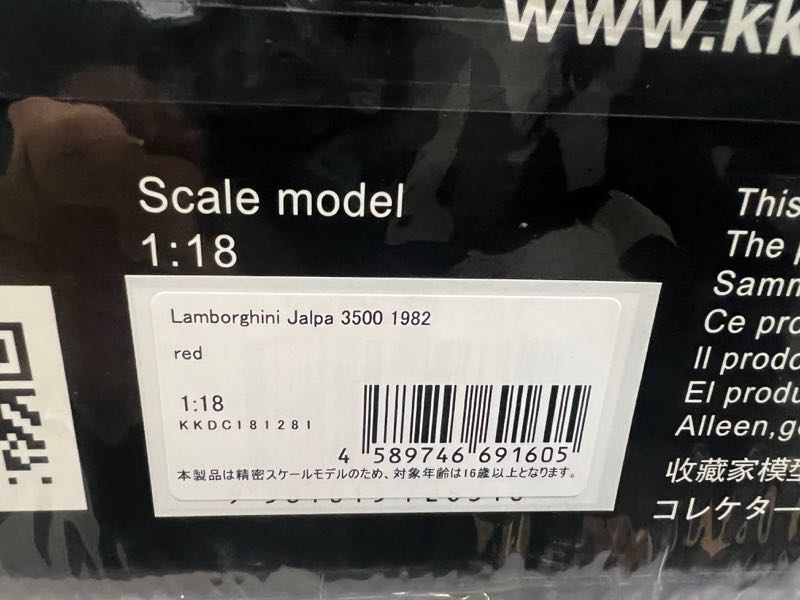 www.kk
Scale model
1:18
Lamborghini Jalpa 3500 1982
red
1:18
KKDC181281
4 589746 691605
本製品は精密スケールモデルのため、対象年齢は16歳以上となります。
This
The
Samm
Ce pro
Il prodo
El produ
Alleen,ge
收藏家模型
コレクター